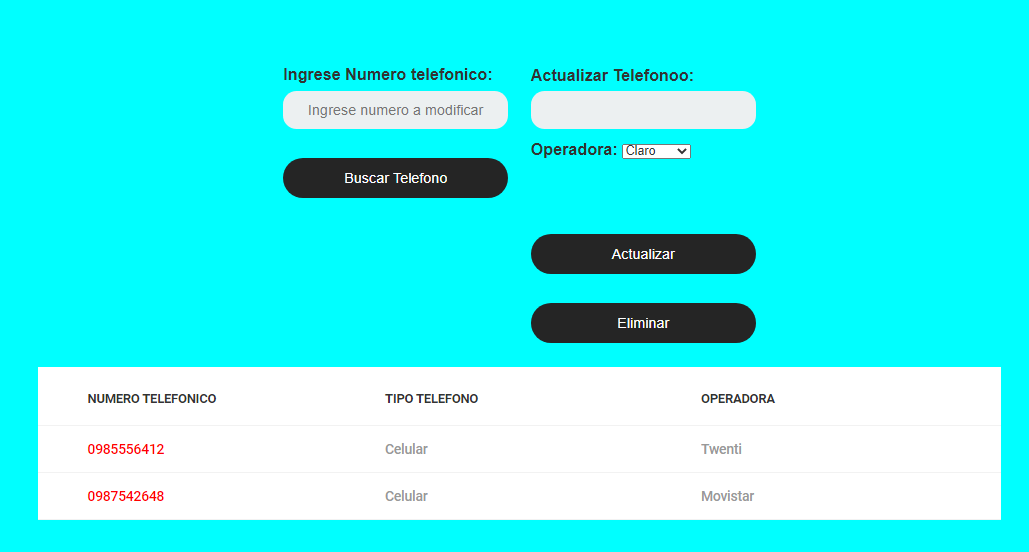 Ingrese Numero telefonico:
Ingrese numero a modificar
Buscar Telefono
Actualizar Telefonoo:
Operadora: Claro
Actualizar
Eliminar
NUMERO TELEFONICO TIPO TELEFONO OPERADORA
0985556412 Celular Twenti
0987542648 Celular Movistar